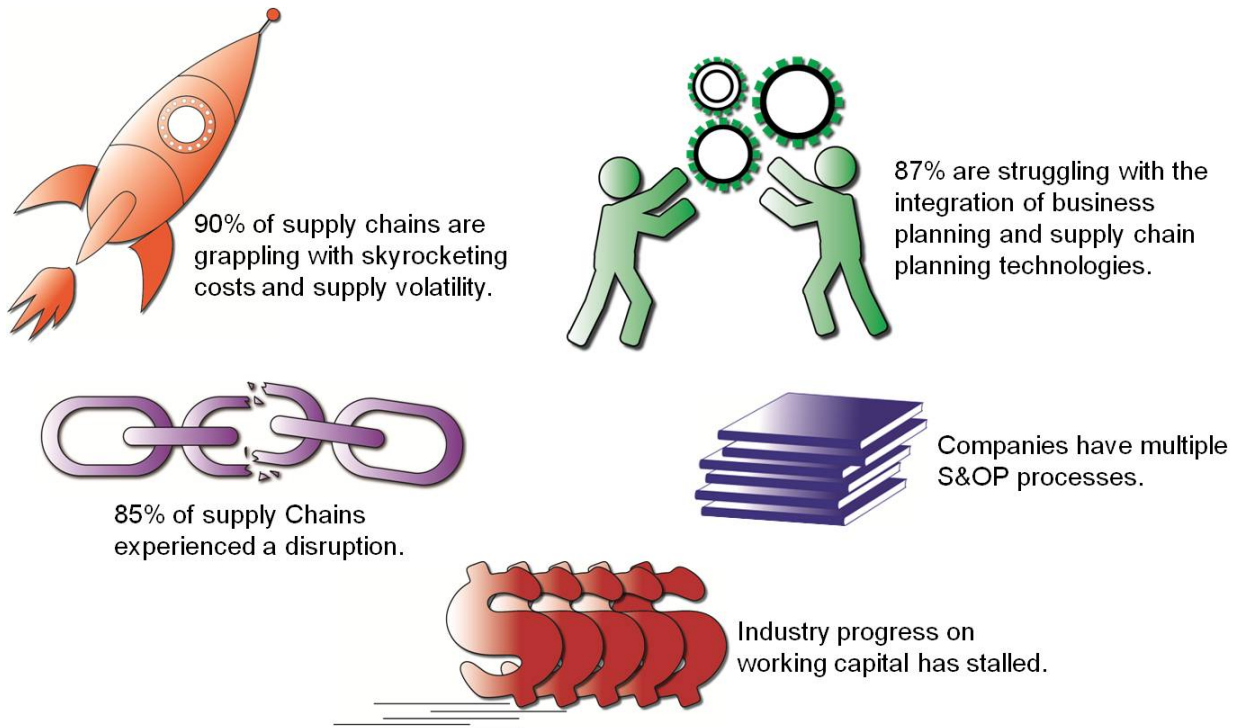 90% of supply chains are
grappling with skyrocketing
costs and supply volatility.
87% are struggling with the
integration of business
planning and supply chain
planning technologies.
85% of supply Chains
experienced a disruption.
Companies have multiple
S&OP processes.
Industry progress on
working capital has stalled.